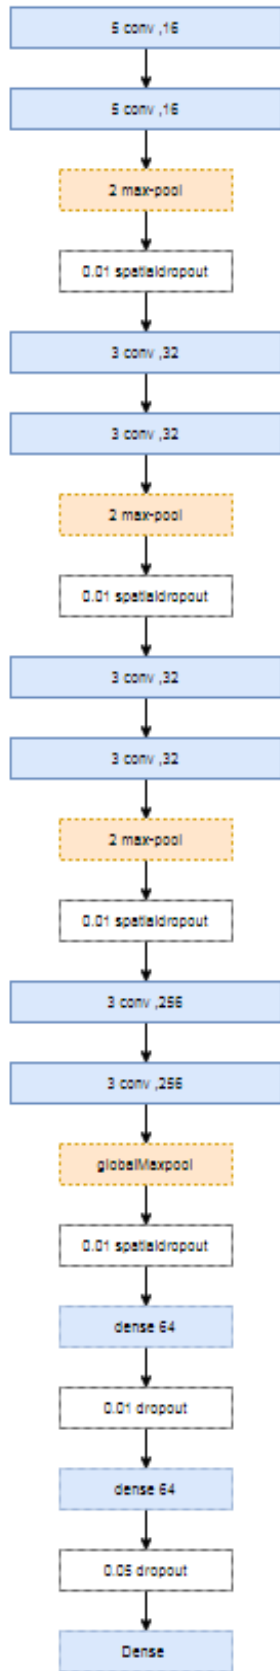 5 conv ,16
5 conv ,16
2 max-pool
0.01 spatialdropout
3 conv ,32
3 conv ,32
2 max-pool
0.01 spatialdropout
3 conv ,32
3 conv ,32
2 max-pool
0.01 spatialdropout
3 conv ,256
3 conv ,256
globalMaxpool
0.01 spatialdropout
dense 64
0.01 dropout
dense 64
0.05 dropout
Dense